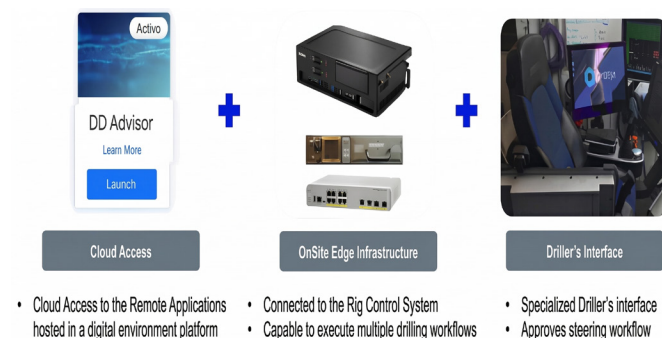 Activo
DD Advisor
Learn More
Launch
Cloud Access
OnSite Edge Infrastructure
Driller's Interface
• Cloud Access to the Remote Applications
hosted in a digital environment platform
• Connected to the Rig Control System
• Capable to execute multiple drilling workflows
• Specialized Driller's interface
• Approves steering workflow